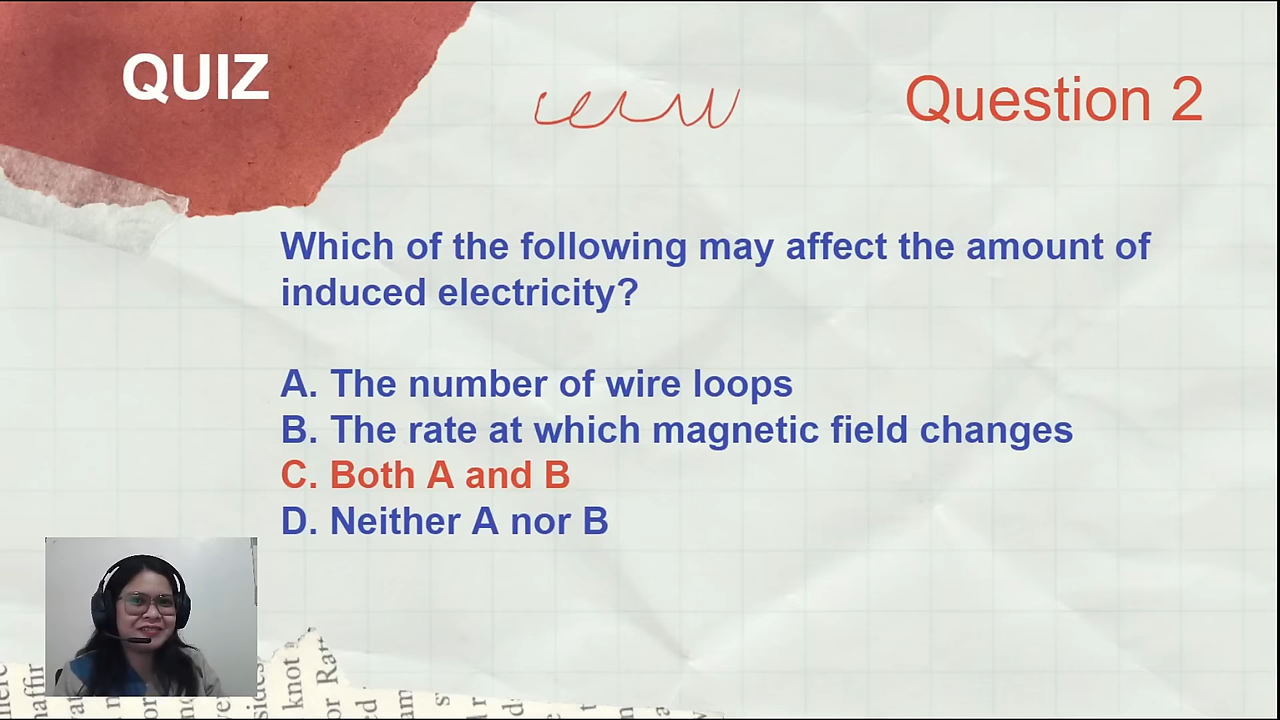 QUIZ
Question 2
Which of the following may affect the amount of
induced electricity?
A. The number of wire loops
B. The rate at which magnetic field changes
C. Both A and B
D. Neither A nor B
knot